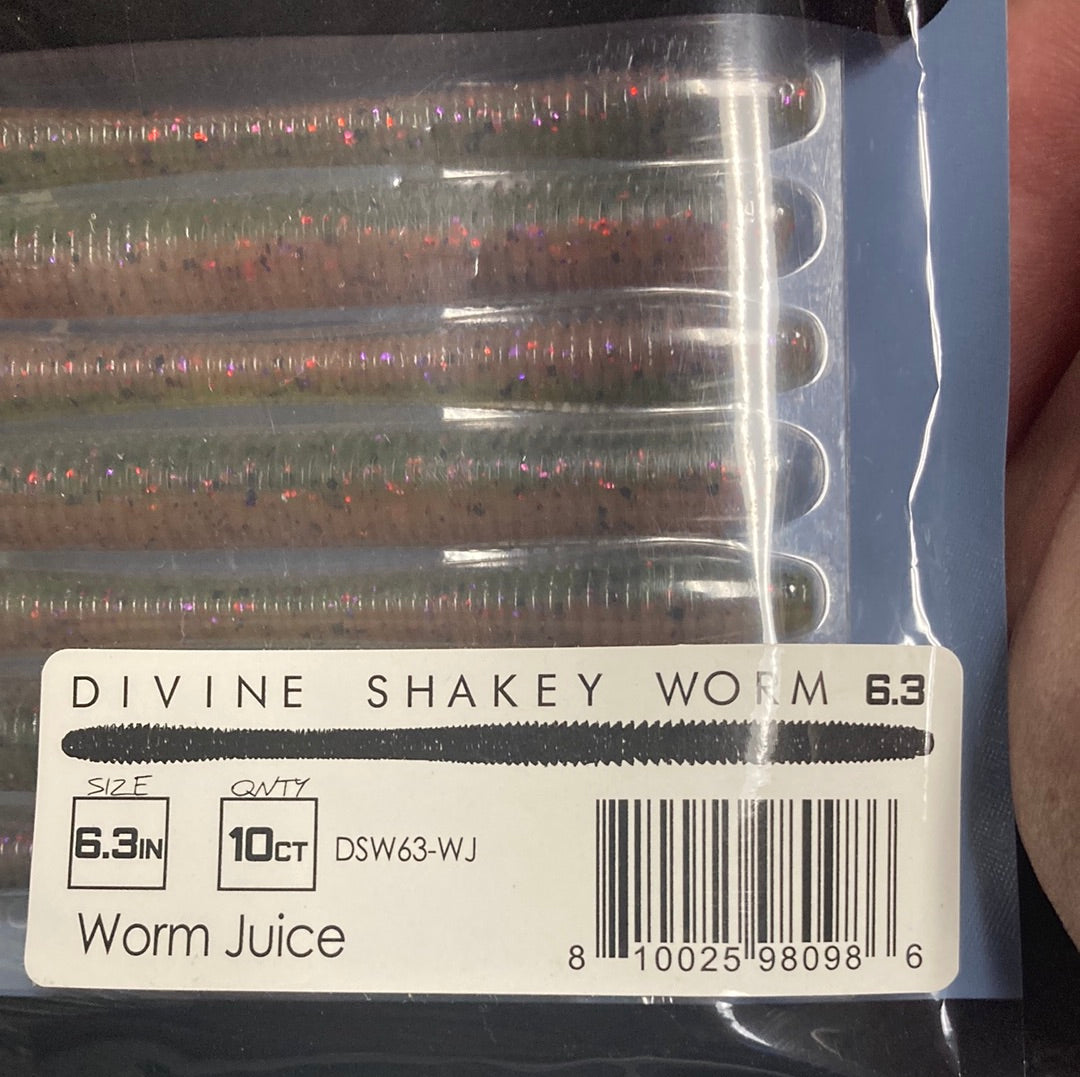 DIVINE SHAKEY WORM 6.3
SIZE QNTY
6.3IN 10CT DSW63-WJ
Worm Juice
8 10025 98098 6